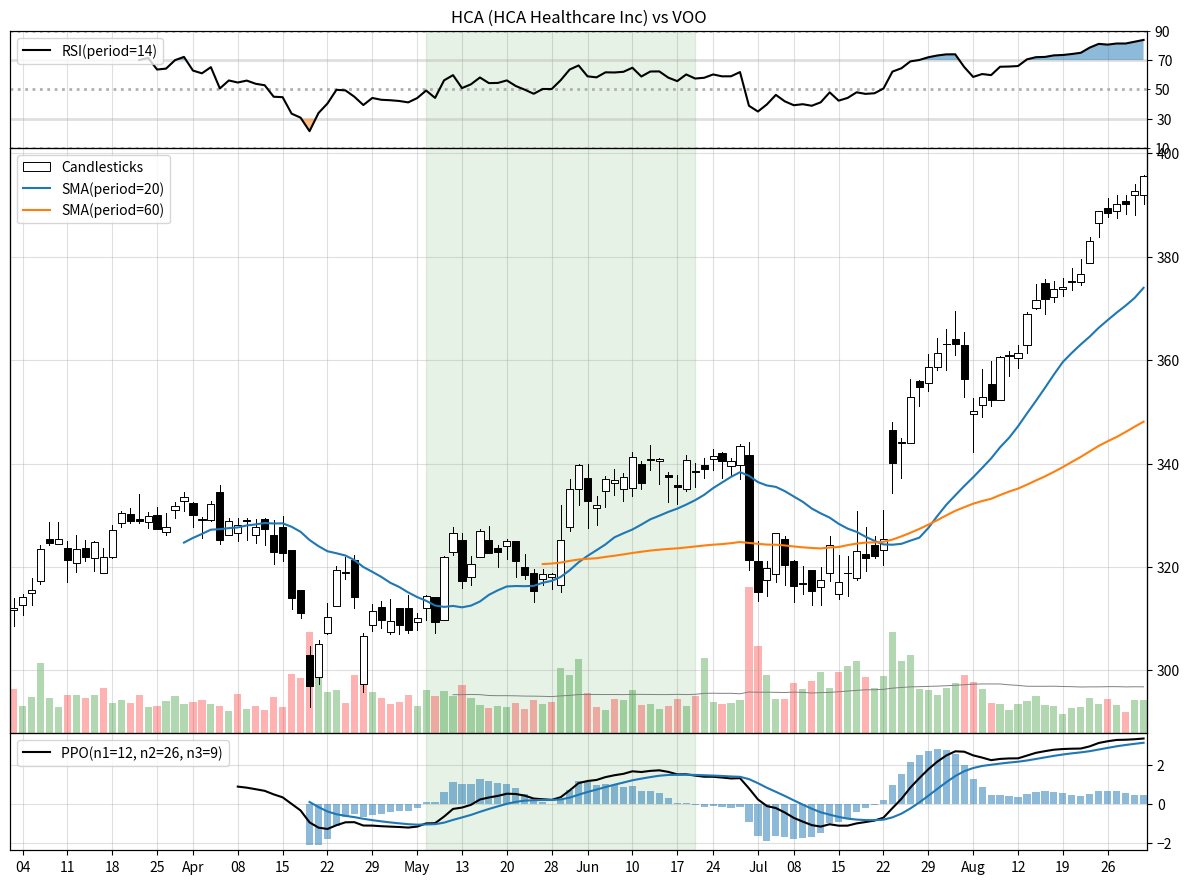 HCA (HCA Healthcare Inc) vs VOO
RSI(period=14)
90
70
50
30
10
Candlesticks
SMA(period=20)
SMA(period=60)
400
380
360
340
320
300
PPO(n1=12, n2=26, n3=9)
2
0
−2
04 11 18 25 Apr 08 15 22 29 May 13 20 28 Jun 10 17 24 Jul 08 15 22 29 Aug 12 19 26